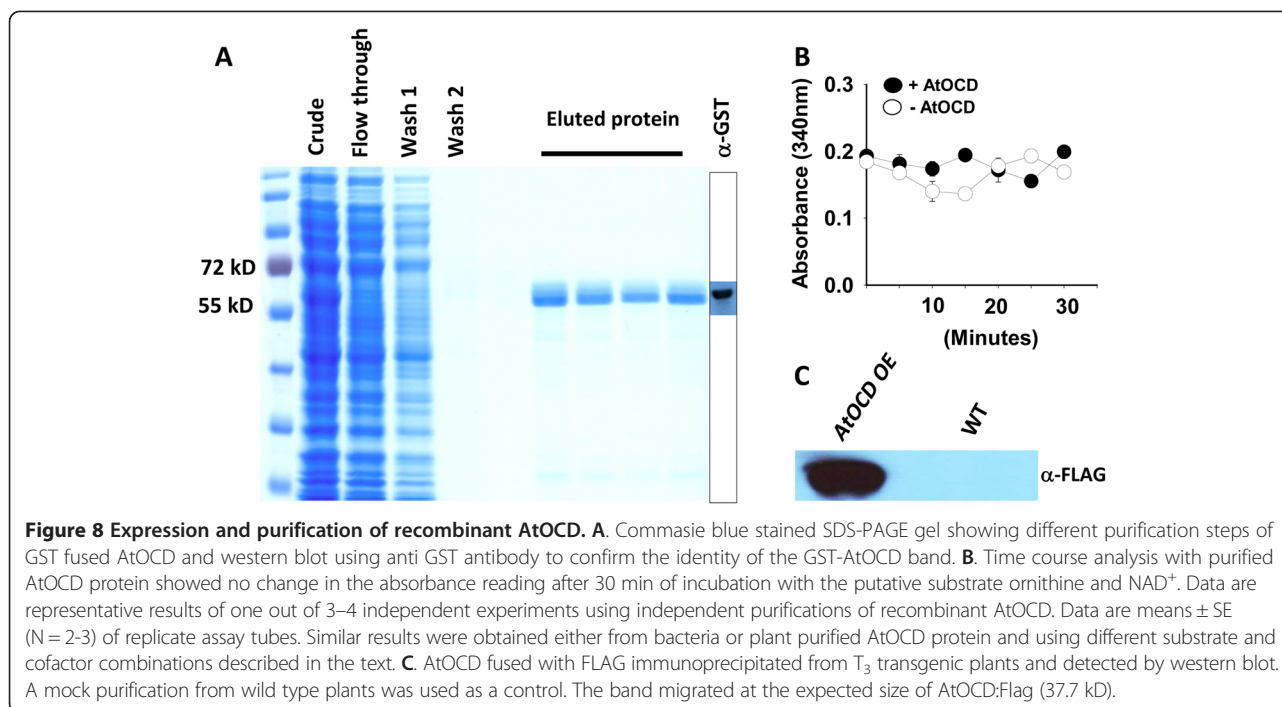 A
Crude
Flow through
Wash 1
Wash 2
Eluted protein
α-GST
72 kD
55 kD
B
+ AtOCD
- AtOCD
Absorbance (340nm)
0.3
0.2
0.1
0.0
10 20 30
(Minutes)
C
AtOCD OE
WT
α-FLAG
Figure 8 Expression and purification of recombinant AtOCD. A. Commasie blue stained SDS-PAGE gel showing different purification steps of
GST fused AtOCD and western blot using anti GST antibody to confirm the identity of the GST-AtOCD band. B. Time course analysis with purified
AtOCD protein showed no change in the absorbance reading after 30 min of incubation with the putative substrate ornithine and NAD⁺. Data are
representative results of one out of 3–4 independent experiments using independent purifications of recombinant AtOCD. Data are means ± SE
(N = 2-3) of replicate assay tubes. Similar results were obtained either from bacteria or plant purified AtOCD protein and using different substrate and
cofactor combinations described in the text. C. AtOCD fused with FLAG immunoprecipitated from T₃ transgenic plants and detected by western blot.
A mock purification from wild type plants was used as a control. The band migrated at the expected size of AtOCD:Flag (37.7 kD).